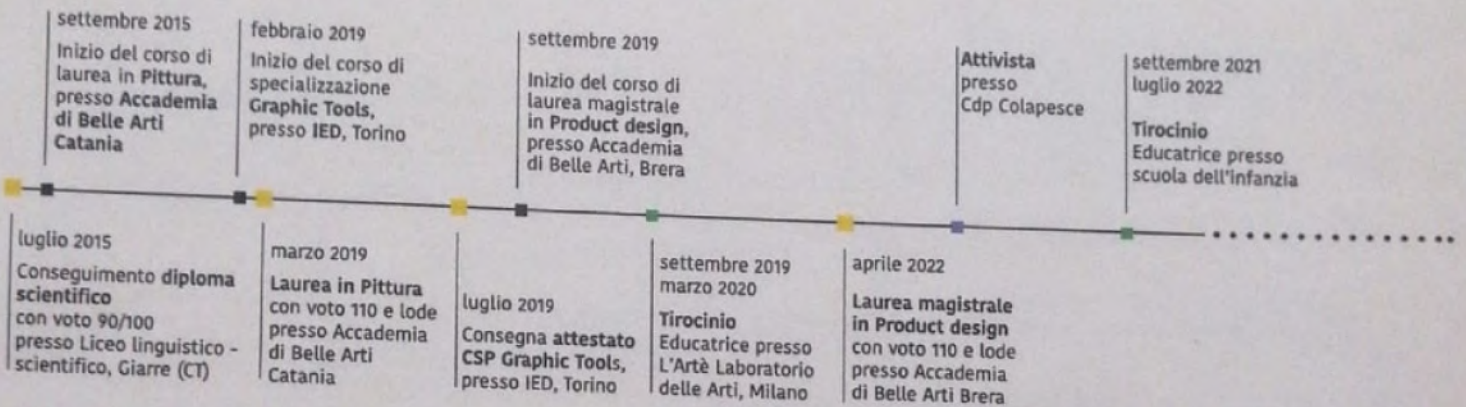 settembre 2015
Inizio del corso di
laurea in Pittura,
presso Accademia
di Belle Arti
Catania
febbraio 2019
Inizio del corso di
specializzazione
Graphic Tools,
presso IED, Torino
settembre 2019
Inizio del corso di
laurea magistrale
in Product design,
presso Accademia
di Belle Arti, Brera
Attivista
presso
Cdp Colapesce
settembre 2021
luglio 2022
Tirocinio
Educatrice presso
scuola dell'infanzia
luglio 2015
Conseguimento diploma
scientifico
con voto 90/100
presso Liceo linguistico -
scientifico, Giarre (CT)
marzo 2019
Laurea in Pittura
con voto 110 e lode
presso Accademia
di Belle Arti
Catania
luglio 2019
Consegna attestato
CSP Graphic Tools,
presso IED, Torino
settembre 2019
marzo 2020
Tirocinio
Educatrice presso
L'Artè Laboratorio
delle Arti, Milano
aprile 2022
Laurea magistrale
in Product design
con voto 110 e lode
presso Accademia
di Belle Arti Brera